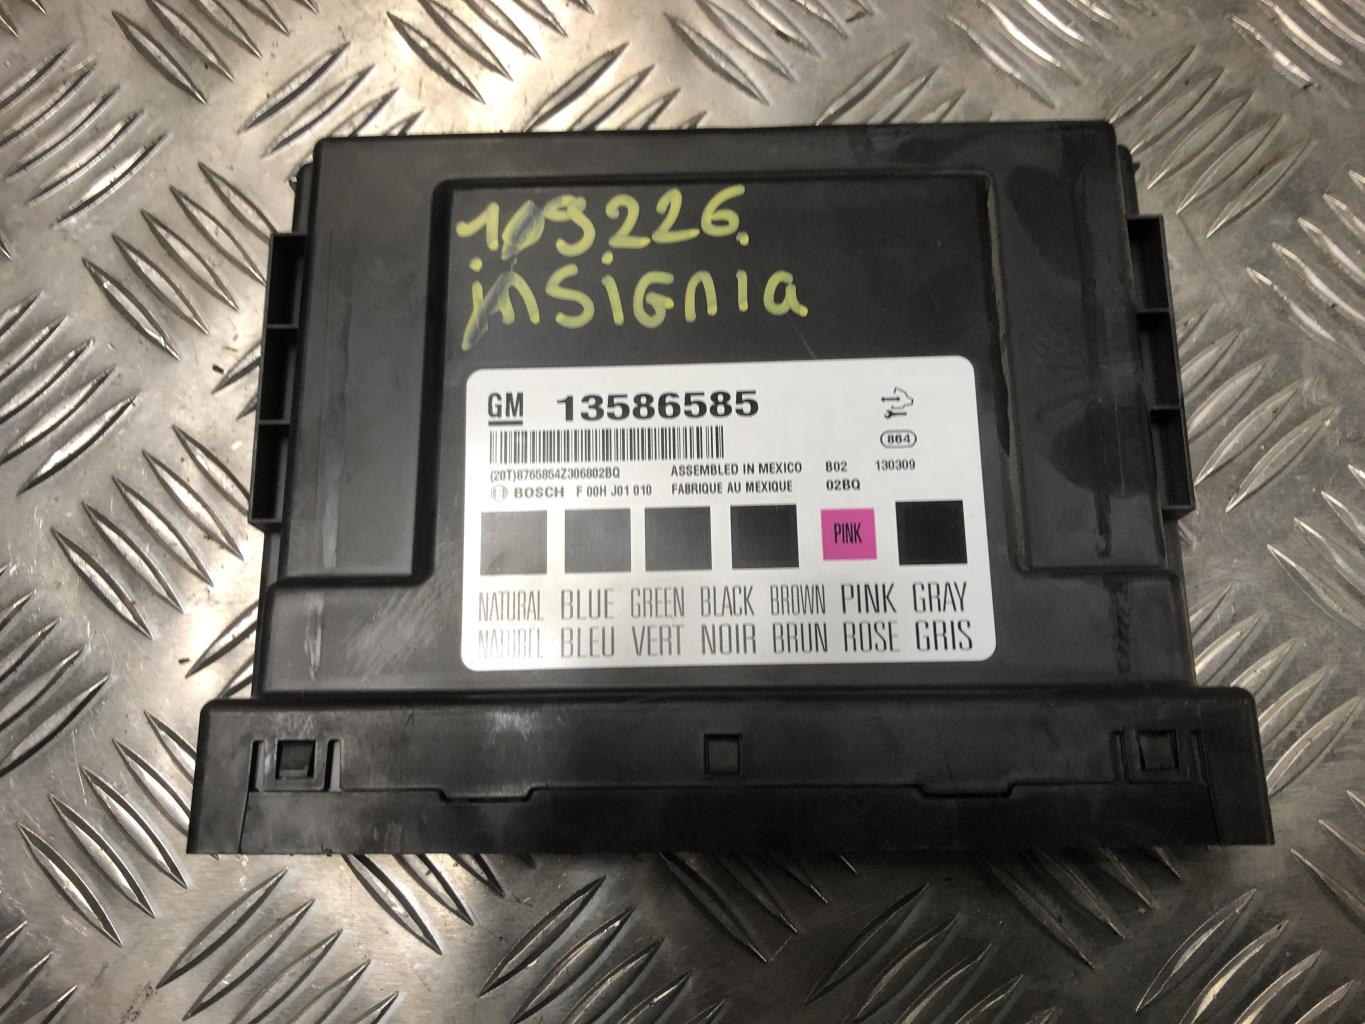 109226.
insignia
GM 13586585
(20T)8765854Z306802BQ ASSEMBLED IN MEXICO B02 130309
864
BOSCH F 00H J01 010 FABRIQUE AU MEXIQUE 02BQ
PINK
NATURAL BLUE GREEN BLACK BROWN PINK GRAY
NATUREL BLEU VERT NOIR BRUN ROSE GRIS